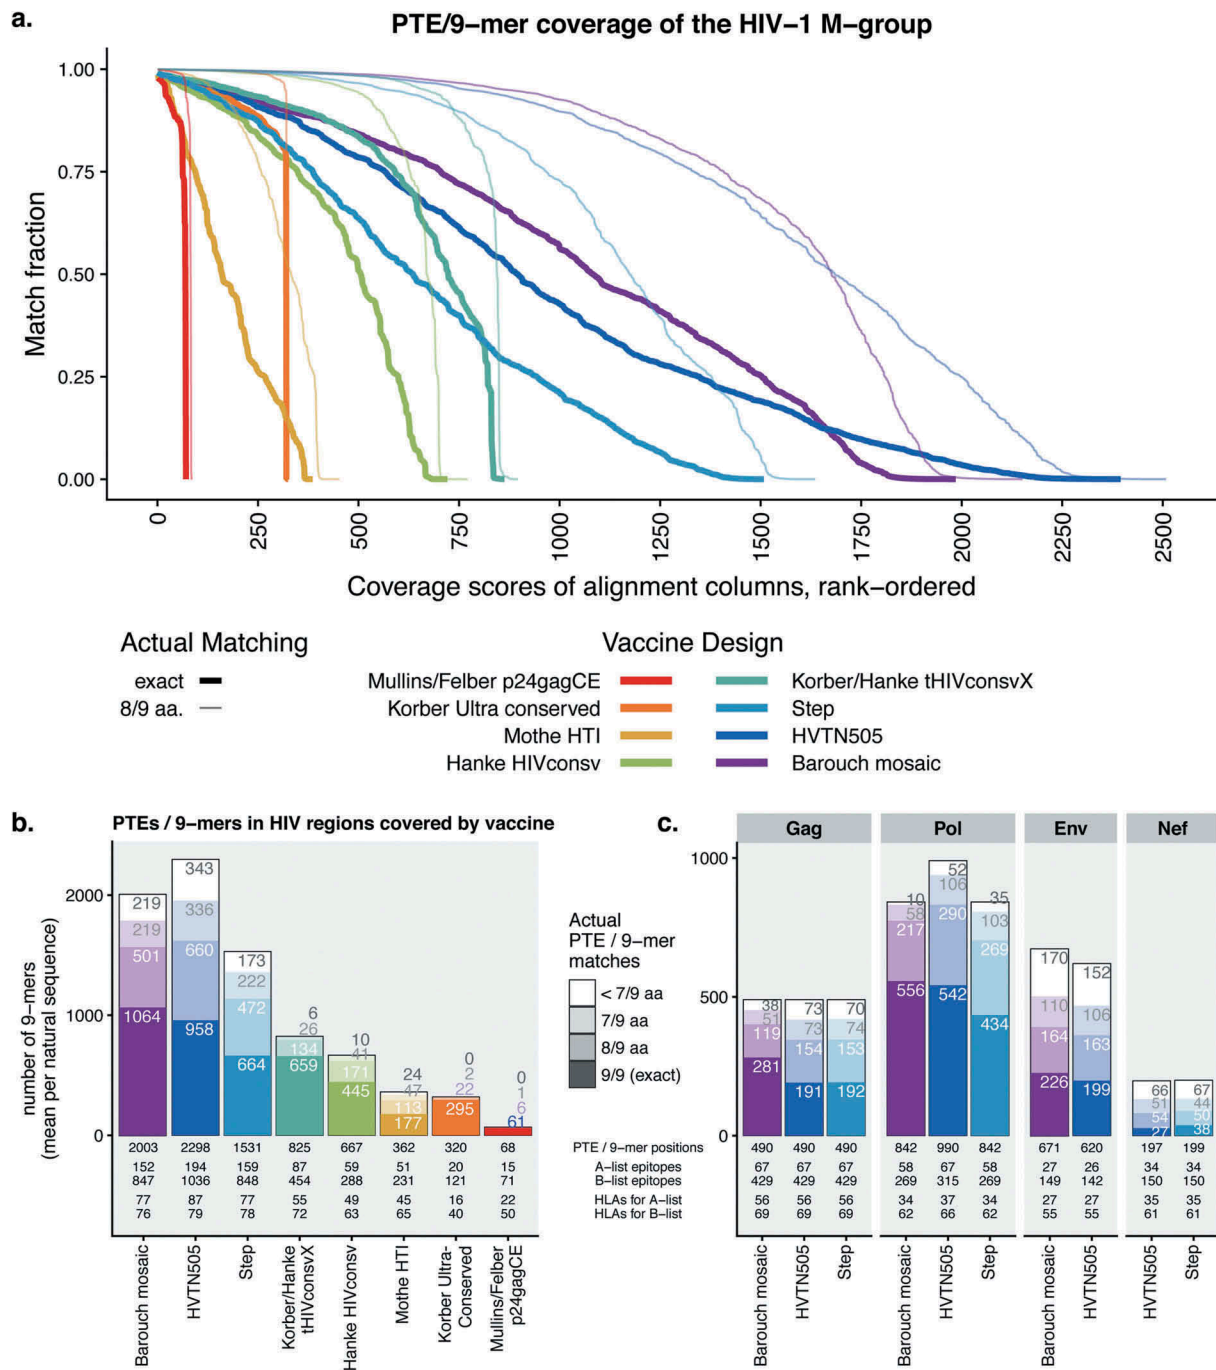 a.
PTE/9–mer coverage of the HIV–1 M–group
1.00
0.75
0.50
0.25
0.00
Match fraction
0
250
500
750
1000
1250
1500
1750
2000
2250
2500
Coverage scores of alignment columns, rank–ordered
Actual Matching
exact
8/9 aa.
Vaccine Design
Mullins/Felber p24gagCE
Korber Ultra conserved
Mothe HTI
Hanke HIVconsv
Korber/Hanke tHIVconsvX
Step
HVTN505
Barouch mosaic
b.
PTEs / 9–mers in HIV regions covered by vaccine
number of 9–mers
(mean per natural sequence)
2000
1000
0
219
219
501
1064
343
336
660
958
173
222
472
664
6
26
134
659
10
41
171
445
24
47
113
177
0
2
22
295
0
1
6
61
2003 2298 1531 825 667 362 320 68
152 194 159 87 59 51 20 15
847 1036 848 454 288 231 121 71
77 87 77 55 49 45 16 22
76 79 78 72 63 65 40 50
Barouch mosaic
HVTN505
Step
Korber/Hanke
tHIVconsvX
Hanke HIVconsv
Mothe HTI
Korber Ultra–
Conserved
Mullins/Felber
p24gagCE
Actual
PTE / 9–mer
matches
< 7/9 aa
7/9 aa
8/9 aa
9/9 (exact)
PTE / 9–mer positions
A–list epitopes
B–list epitopes
HLAs for A–list
HLAs for B–list
c.
Gag
Pol
Env
Nef
1000
500
0
38
51
119
281
73
73
154
191
70
74
153
192
10
58
217
556
52
106
290
542
35
103
269
434
170
110
164
226
152
106
163
199
66
51
54
27
67
44
50
38
490 490 490 842 990 842 671 620 197 199
67 67 67 58 67 58 27 26 34 34
429 429 429 269 315 269 149 142 150 150
56 56 56 34 37 34 27 27 35 35
69 69 69 62 66 62 55 55 61 61
Barouch mosaic
HVTN505
Step
Barouch mosaic
HVTN505
Step
Barouch mosaic
HVTN505
HVTN505
Step